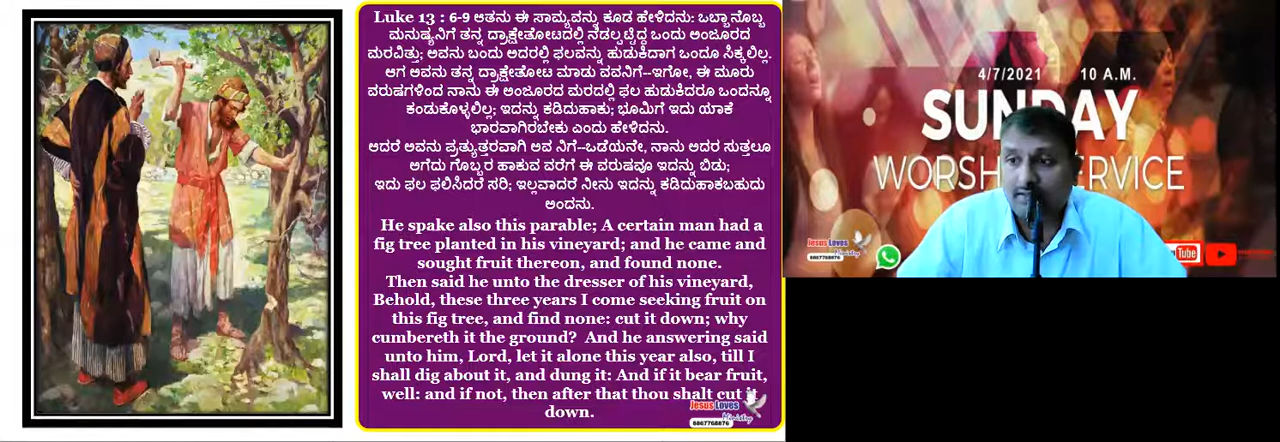 Luke 13 : 6-9 ಆತನು ಈ ಸಾಮ್ಯವನ್ನು ಕೂಡ ಹೇಳಿದನು: ಒಬ್ಬಾನೊಬ್ಬ
ಮನುಷ್ಯನಿಗೆ ತನ್ನ ದ್ರಾಕ್ಷೇತೋಟದಲ್ಲಿ ನೆಡಲ್ಪಟ್ಟಿದ್ದ ಒಂದು ಅಂಜೂರದ
ಮರವಿತ್ತು; ಅವನು ಬಂದು ಅದರಲ್ಲಿ ಫಲವನ್ನು ಹುಡುಕಿದಾಗ ಒಂದೂ ಸಿಕ್ಕಲಿಲ್ಲ.
ಆಗ ಅವನು ತನ್ನ ದ್ರಾಕ್ಷೇತೋಟ ಮಾಡು ವವನಿಗೆ--ಇಗೋ, ಈ ಮೂರು
ವರುಷಗಳಿಂದ ನಾನು ಈ ಅಂಜೂರದ ಮರದಲ್ಲಿ ಫಲ ಹುಡುಕಿದರೂ ಒಂದನ್ನೂ
ಕಂಡುಕೊಳ್ಳಲಿಲ್ಲ; ಇದನ್ನು ಕಡಿದುಹಾಕು; ಭೂಮಿಗೆ ಇದು ಯಾಕೆ
ಭಾರವಾಗಿರಬೇಕು ಎಂದು ಹೇಳಿದನು.
ಆದರೆ ಅವನು ಪ್ರತ್ಯುತ್ತರವಾಗಿ ಅವ ನಿಗೆ--ಒಡೆಯನೇ, ನಾನು ಅದರ ಸುತ್ತಲೂ
ಅಗೆದು ಗೊಬ್ಬ ರ ಹಾಕುವ ವರೆಗೆ ಈ ವರುಷವೂ ಇದನ್ನು ಬಿಡು;
ಇದು ಫಲ ಫಲಿಸಿದರೆ ಸರಿ; ಇಲ್ಲವಾದರೆ ನೀನು ಇದನ್ನು ಕಡಿದುಹಾಕಬಹುದು
ಅಂದನು.
He spake also this parable; A certain man had a
fig tree planted in his vineyard; and he came and
sought fruit thereon, and found none.
Then said he unto the dresser of his vineyard,
Behold, these three years I come seeking fruit on
this fig tree, and find none: cut it down; why
cumbereth it the ground? And he answering said
unto him, Lord, let it alone this year also, till I
shall dig about it, and dung it: And if it bear fruit,
well: and if not, then after that thou shalt cut it
down.
Jesus Loves
Ministry
8867768876
4/7/2021 10 A.M.
SUNDAY
WORSH ERVICE
Jesus Loves
Ministry
8867768876
Tube